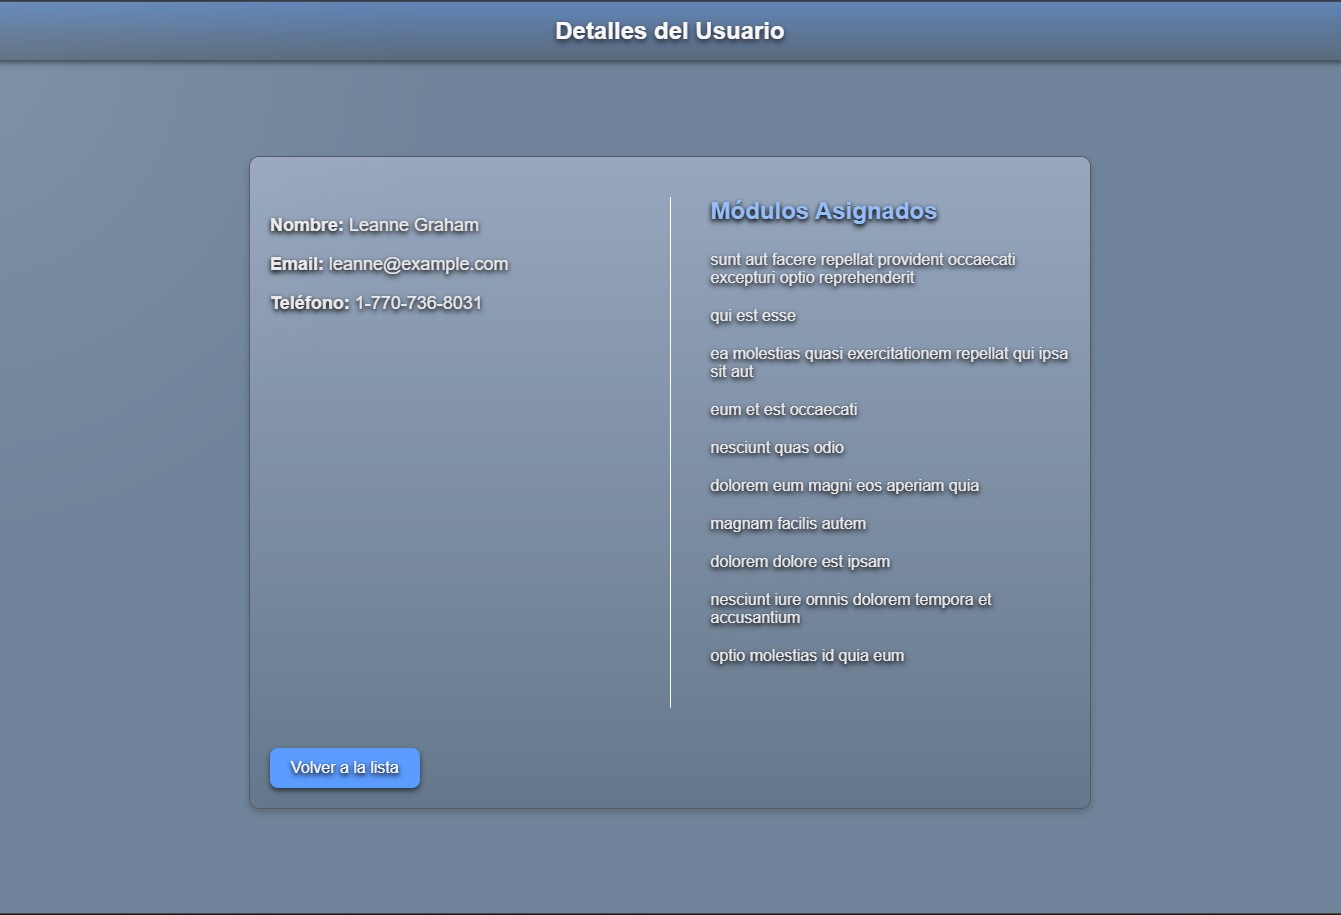 Detalles del Usuario
Nombre: Leanne Graham
Email: leanne@example.com
Teléfono: 1-770-736-8031
Módulos Asignados
sunt aut facere repellat provident occaecati
excepturi optio reprehenderit
qui est esse
ea molestias quasi exercitationem repellat qui ipsa
sit aut
eum et est occaecati
nesciunt quas odio
dolorem eum magni eos aperiam quia
magnam facilis autem
dolorem dolore est ipsam
nesciunt iure omnis dolorem tempora et
accusantium
optio molestias id quia eum
Volver a la lista